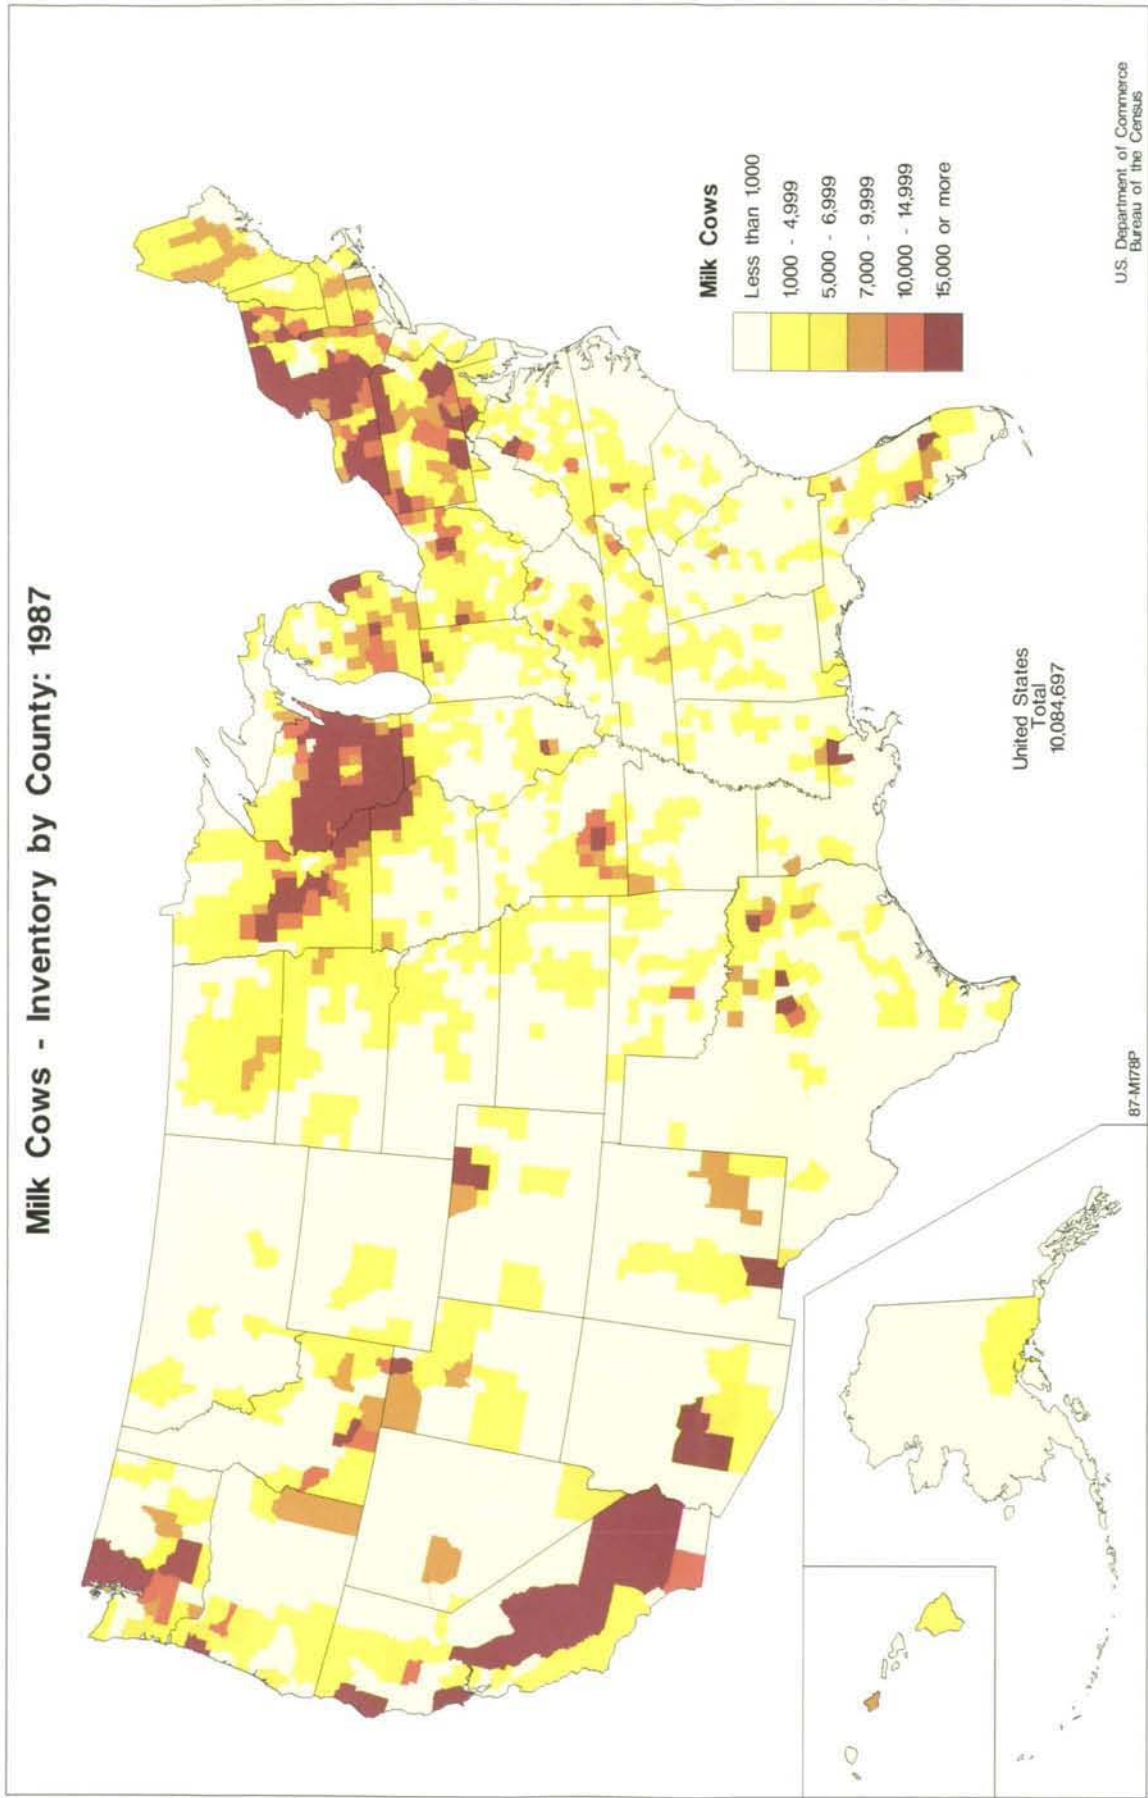 Milk Cows - Inventory by County: 1987
Milk Cows
Less than 1,000
1,000 - 4,999
5,000 - 6,999
7,000 - 9,999
10,000 - 14,999
15,000 or more
United States
Total
10,084,697
87-M178P
U.S. Department of Commerce
Bureau of the Census